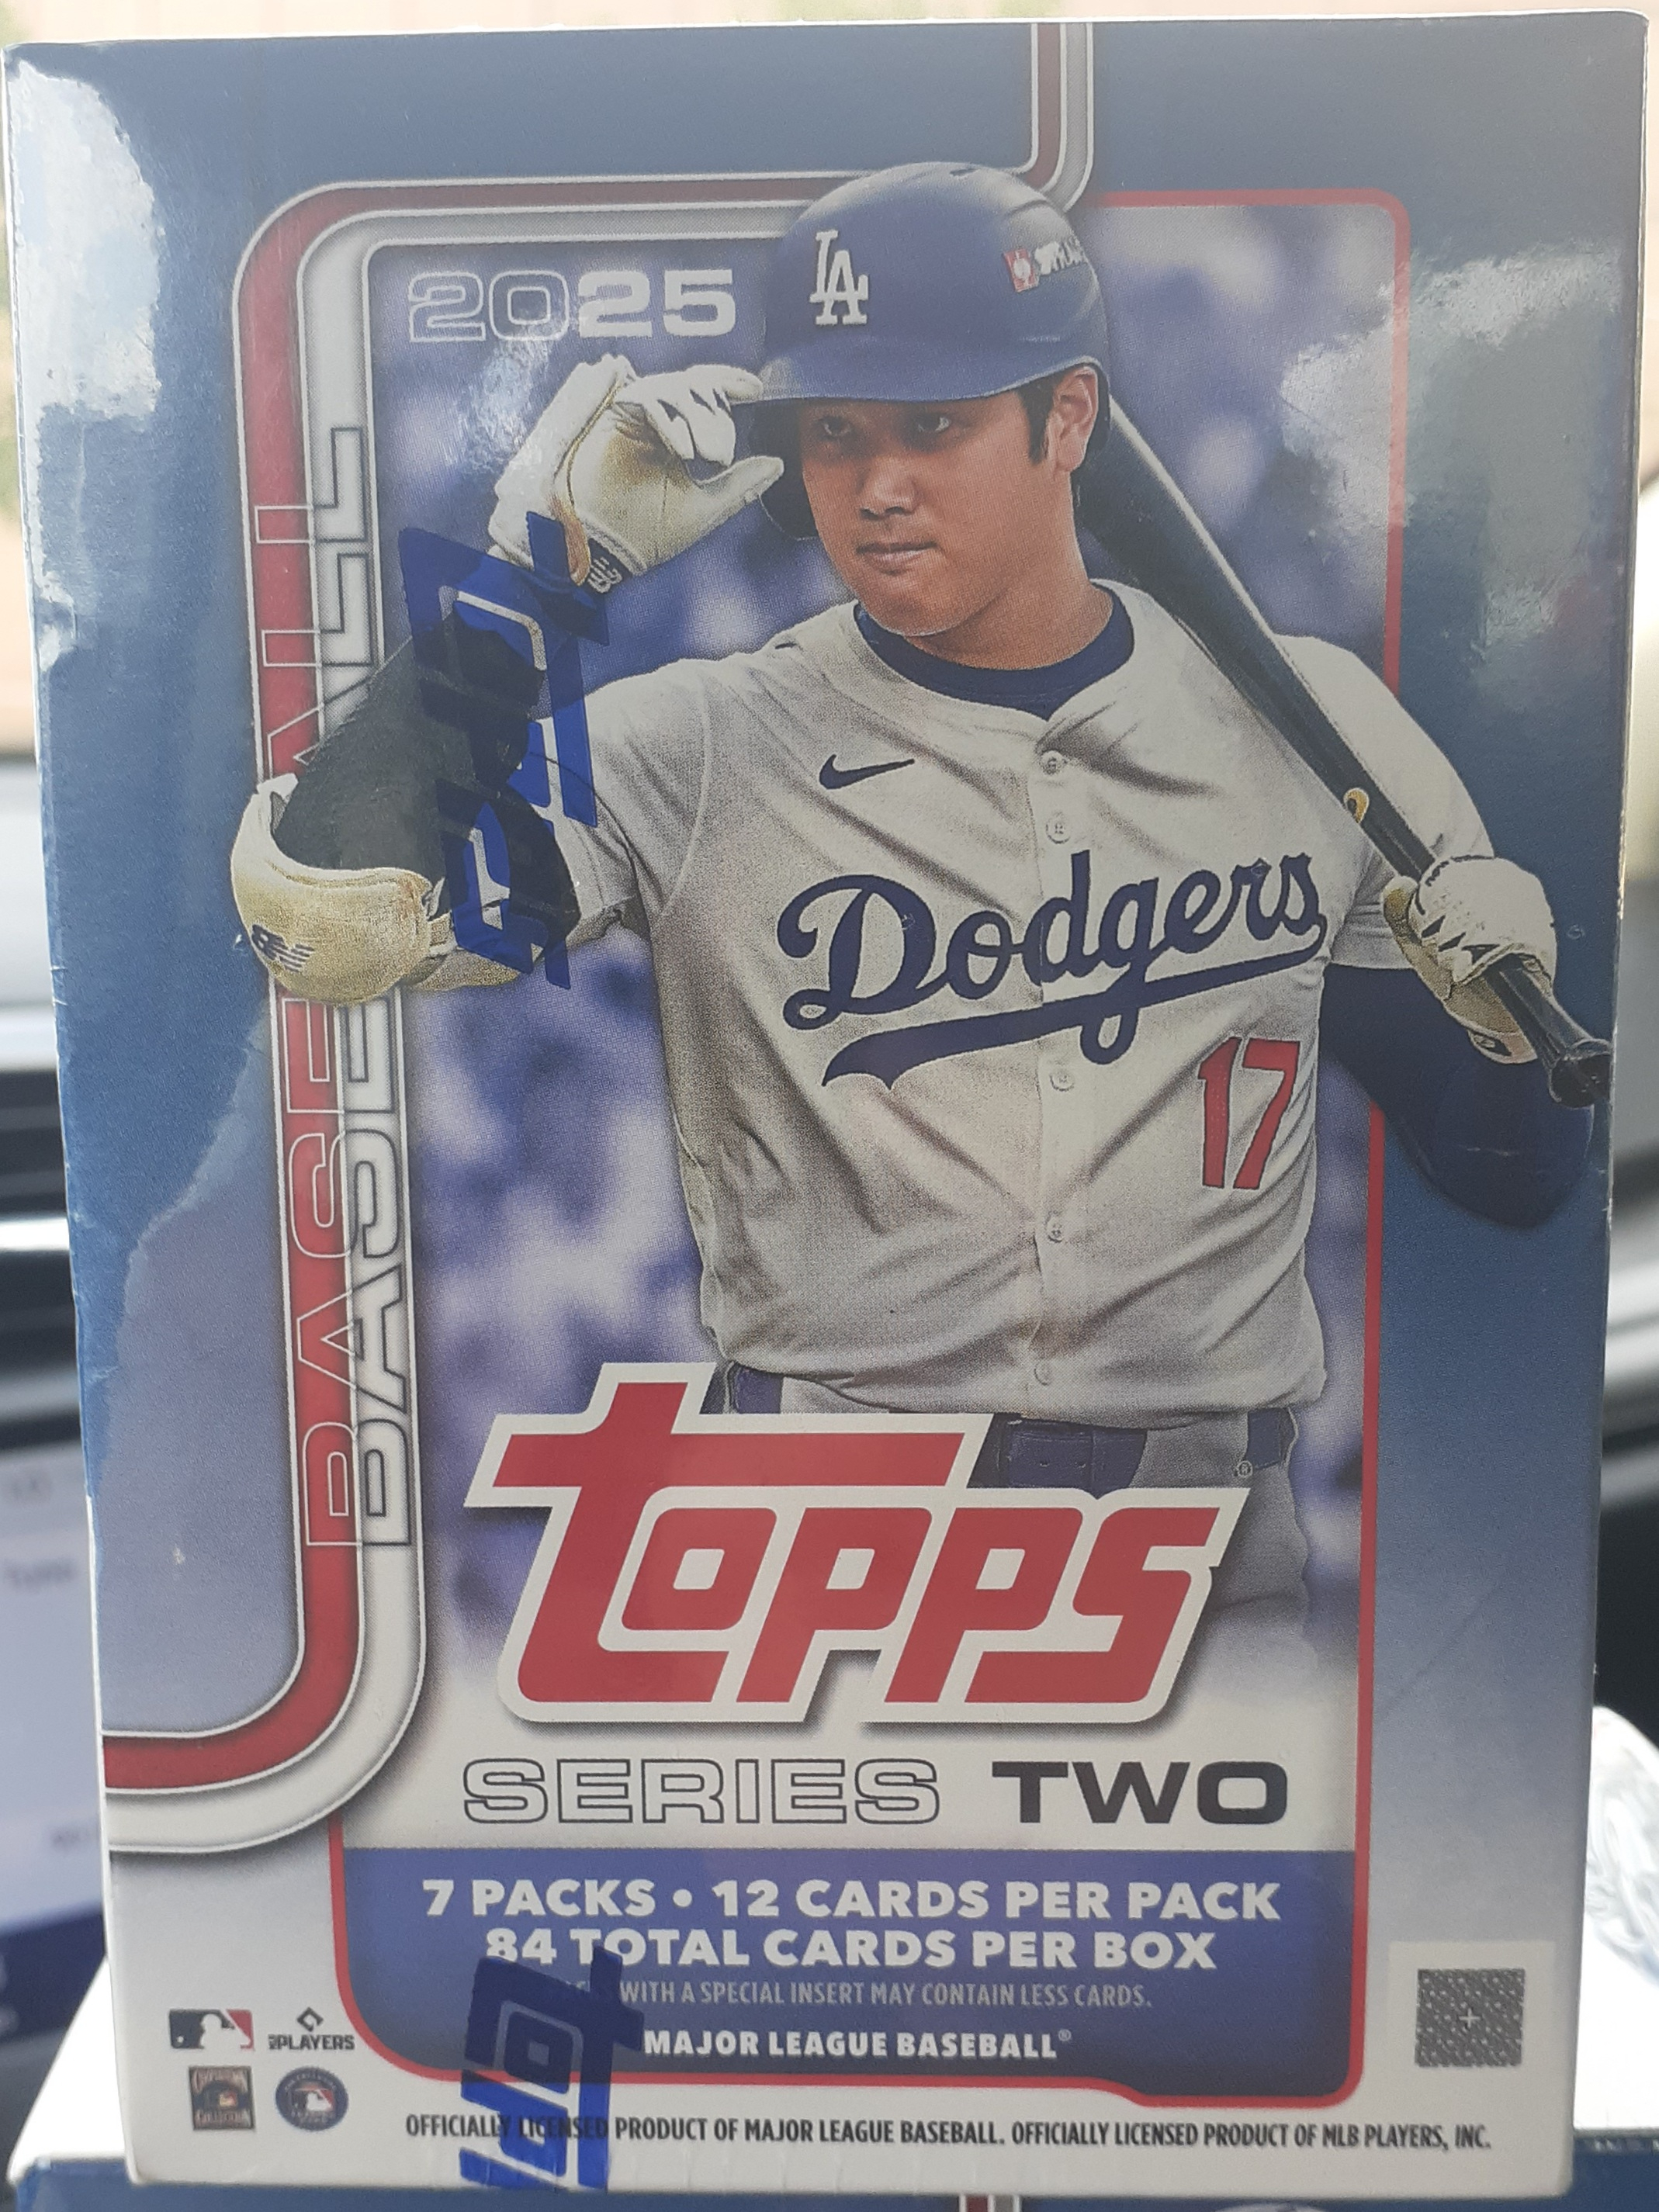 2025
LA
BASEBALL
BASEBALL
Dodgers
17
topps
SERIES TWO
7 PACKS • 12 CARDS PER PACK
84 TOTAL CARDS PER BOX
WITH A SPECIAL INSERT MAY CONTAIN LESS CARDS.
MAJOR LEAGUE BASEBALL®
PLAYERS
OFFICIALLY LICENSED PRODUCT OF MAJOR LEAGUE BASEBALL. OFFICIALLY LICENSED PRODUCT OF MLB PLAYERS, INC.